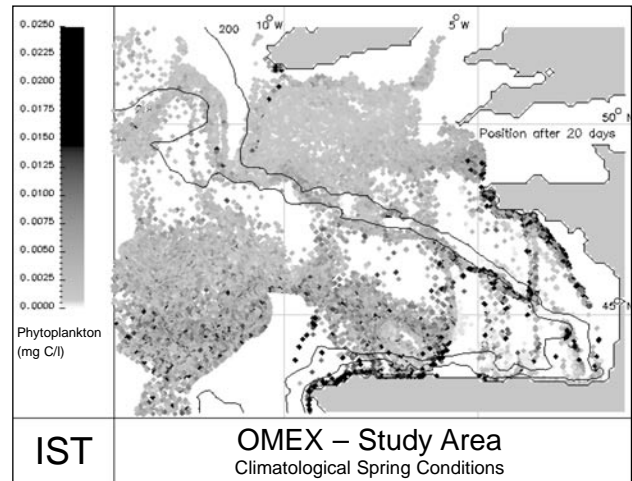 0.0250
0.0225
0.0200
0.0175
0.0150
0.0125
0.0100
0.0075
0.0050
0.0025
0.0000
Phytoplankton
(mg C/l)
200
10° W
5° W
50° N
Position after 20 days
45° N
IST
OMEX – Study Area
Climatological Spring Conditions